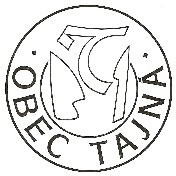 · OBEC TAJNÁ ·